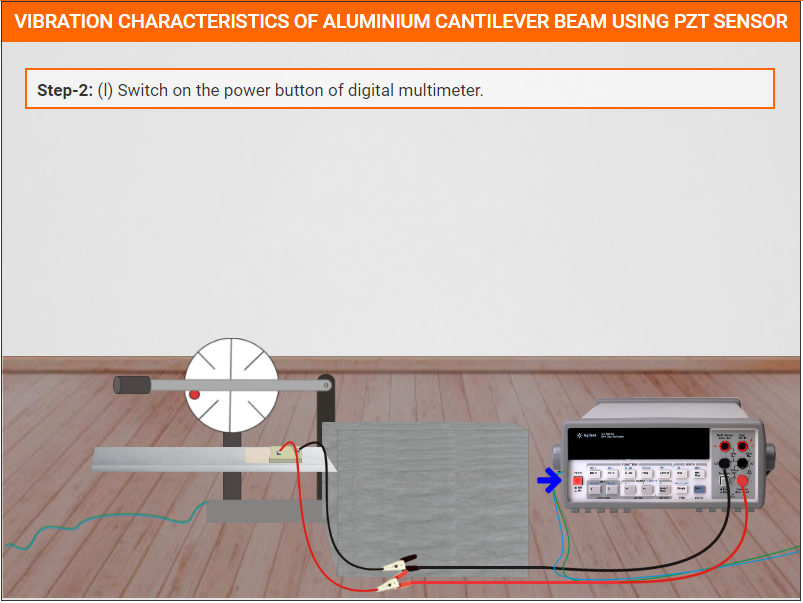 VIBRATION CHARACTERISTICS OF ALUMINIUM CANTILEVER BEAM USING PZT SENSOR
Step-2: (l) Switch on the power button of digital multimeter.
Agilent